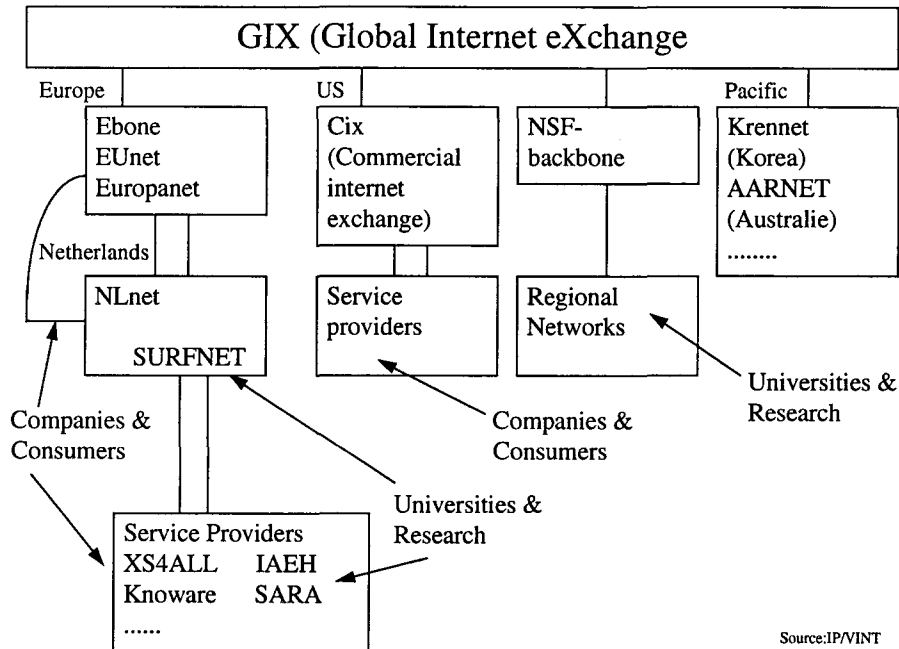 GIX (Global Internet eXchange
Europe
US
Pacific
Ebone
EUnet
Europanet
Cix
(Commercial
internet
exchange)
NSF-
backbone
Krennet
(Korea)
AARNET
(Australie)
........
Netherlands
NLnet
SURFNET
Service
providers
Regional
Networks
Companies &
Consumers
Companies &
Consumers
Universities &
Research
Universities &
Research
Service Providers
XS4ALL IAEH
Knoware SARA
......
Source:IP/VINT